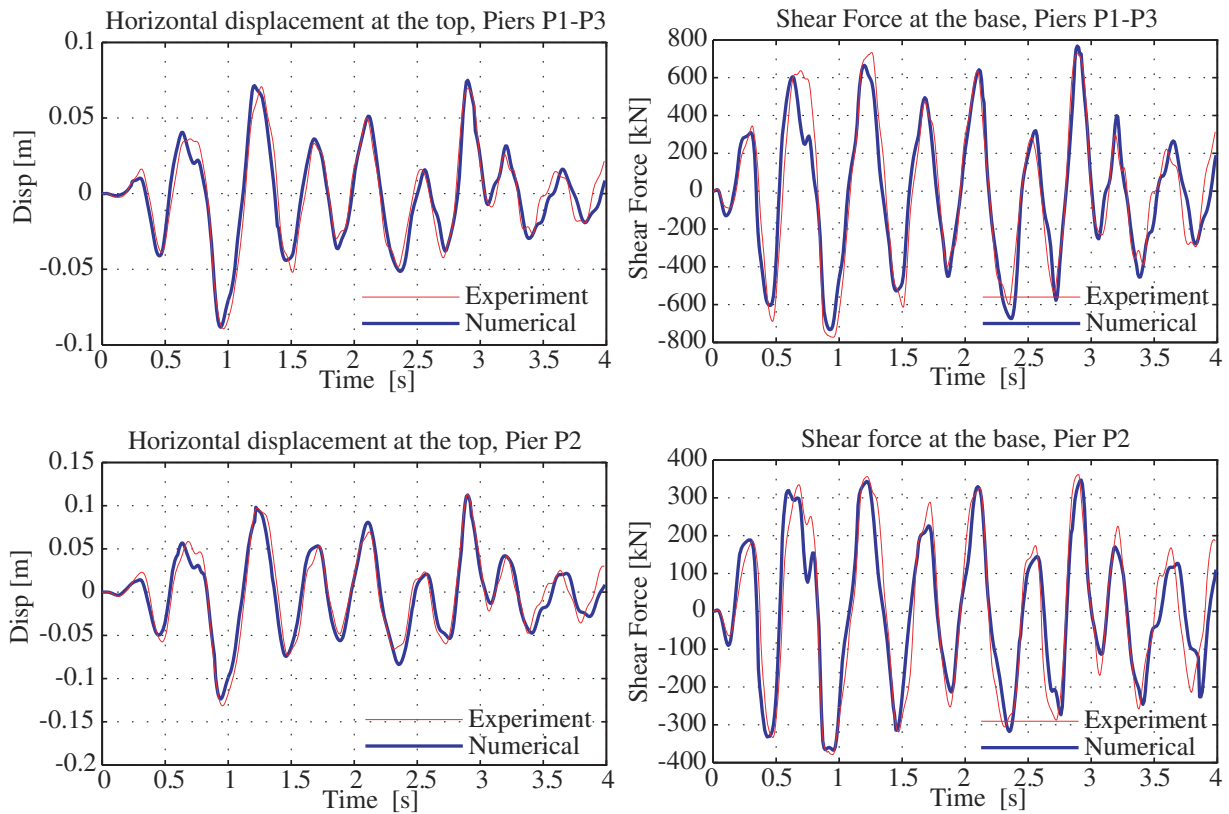 Horizontal displacement at the top, Piers P1-P3
0.1
0.05
0
-0.05
-0.1
Disp [m]
Experiment
Numerical
0 0.5 1 1.5 2 2.5 3 3.5 4
Time [s]
Shear Force at the base, Piers P1-P3
800
600
400
200
0
-200
-400
-600
-800
Shear Force [kN]
Experiment
Numerical
0 0.5 1 1.5 2 2.5 3 3.5 4
Time [s]
Horizontal displacement at the top, Pier P2
0.15
0.1
0.05
0
-0.05
-0.1
-0.15
-0.2
Disp [m]
Experiment
Numerical
0 0.5 1 1.5 2 2.5 3 3.5 4
Time [s]
Shear force at the base, Pier P2
400
300
200
100
0
-100
-200
-300
-400
Shear Force [kN]
Experiment
Numerical
0 0.5 1 1.5 2 2.5 3 3.5 4
Time [s]